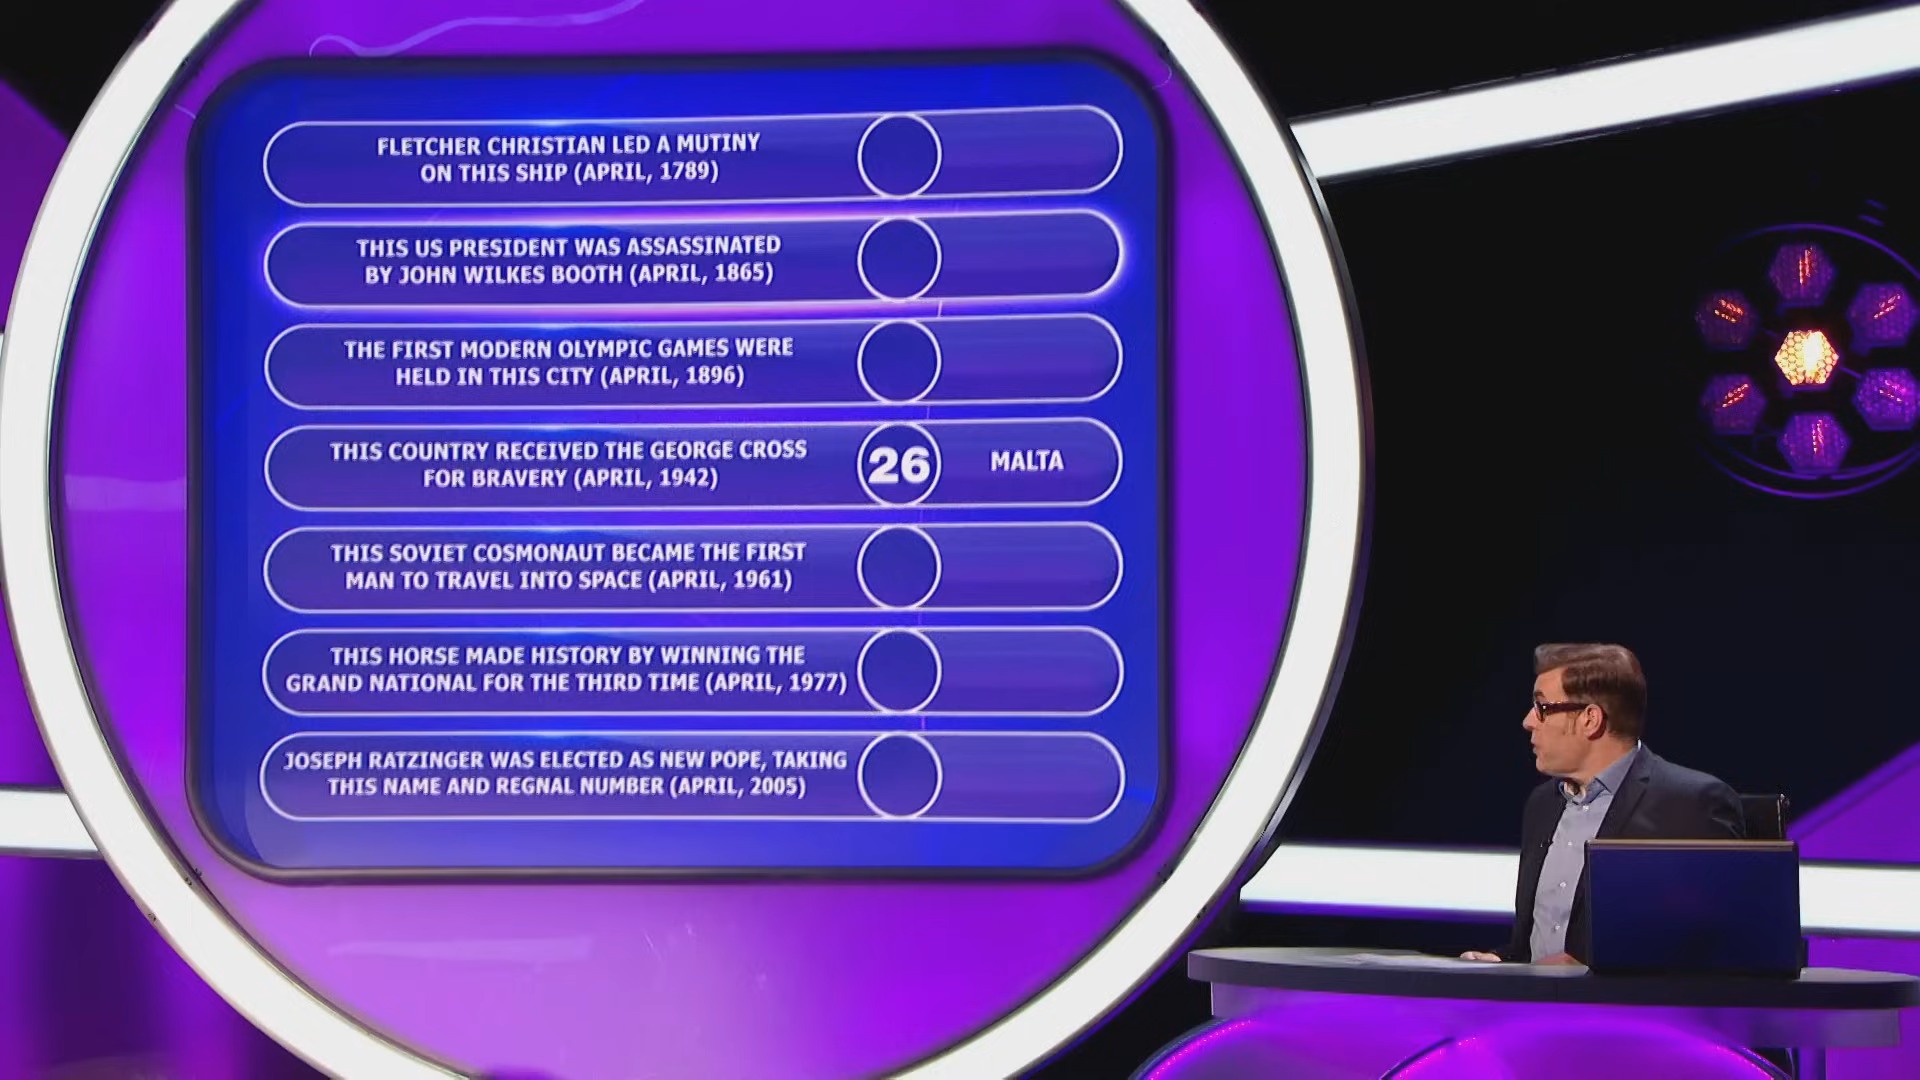 FLETCHER CHRISTIAN LED A MUTINY
ON THIS SHIP (APRIL, 1789)
THIS US PRESIDENT WAS ASSASSINATED
BY JOHN WILKES BOOTH (APRIL, 1865)
THE FIRST MODERN OLYMPIC GAMES WERE
HELD IN THIS CITY (APRIL, 1896)
THIS COUNTRY RECEIVED THE GEORGE CROSS
FOR BRAVERY (APRIL, 1942)
26 MALTA
THIS SOVIET COSMONAUT BECAME THE FIRST
MAN TO TRAVEL INTO SPACE (APRIL, 1961)
THIS HORSE MADE HISTORY BY WINNING THE
GRAND NATIONAL FOR THE THIRD TIME (APRIL, 1977)
JOSEPH RATZINGER WAS ELECTED AS NEW POPE, TAKING
THIS NAME AND REGNAL NUMBER (APRIL, 2005)